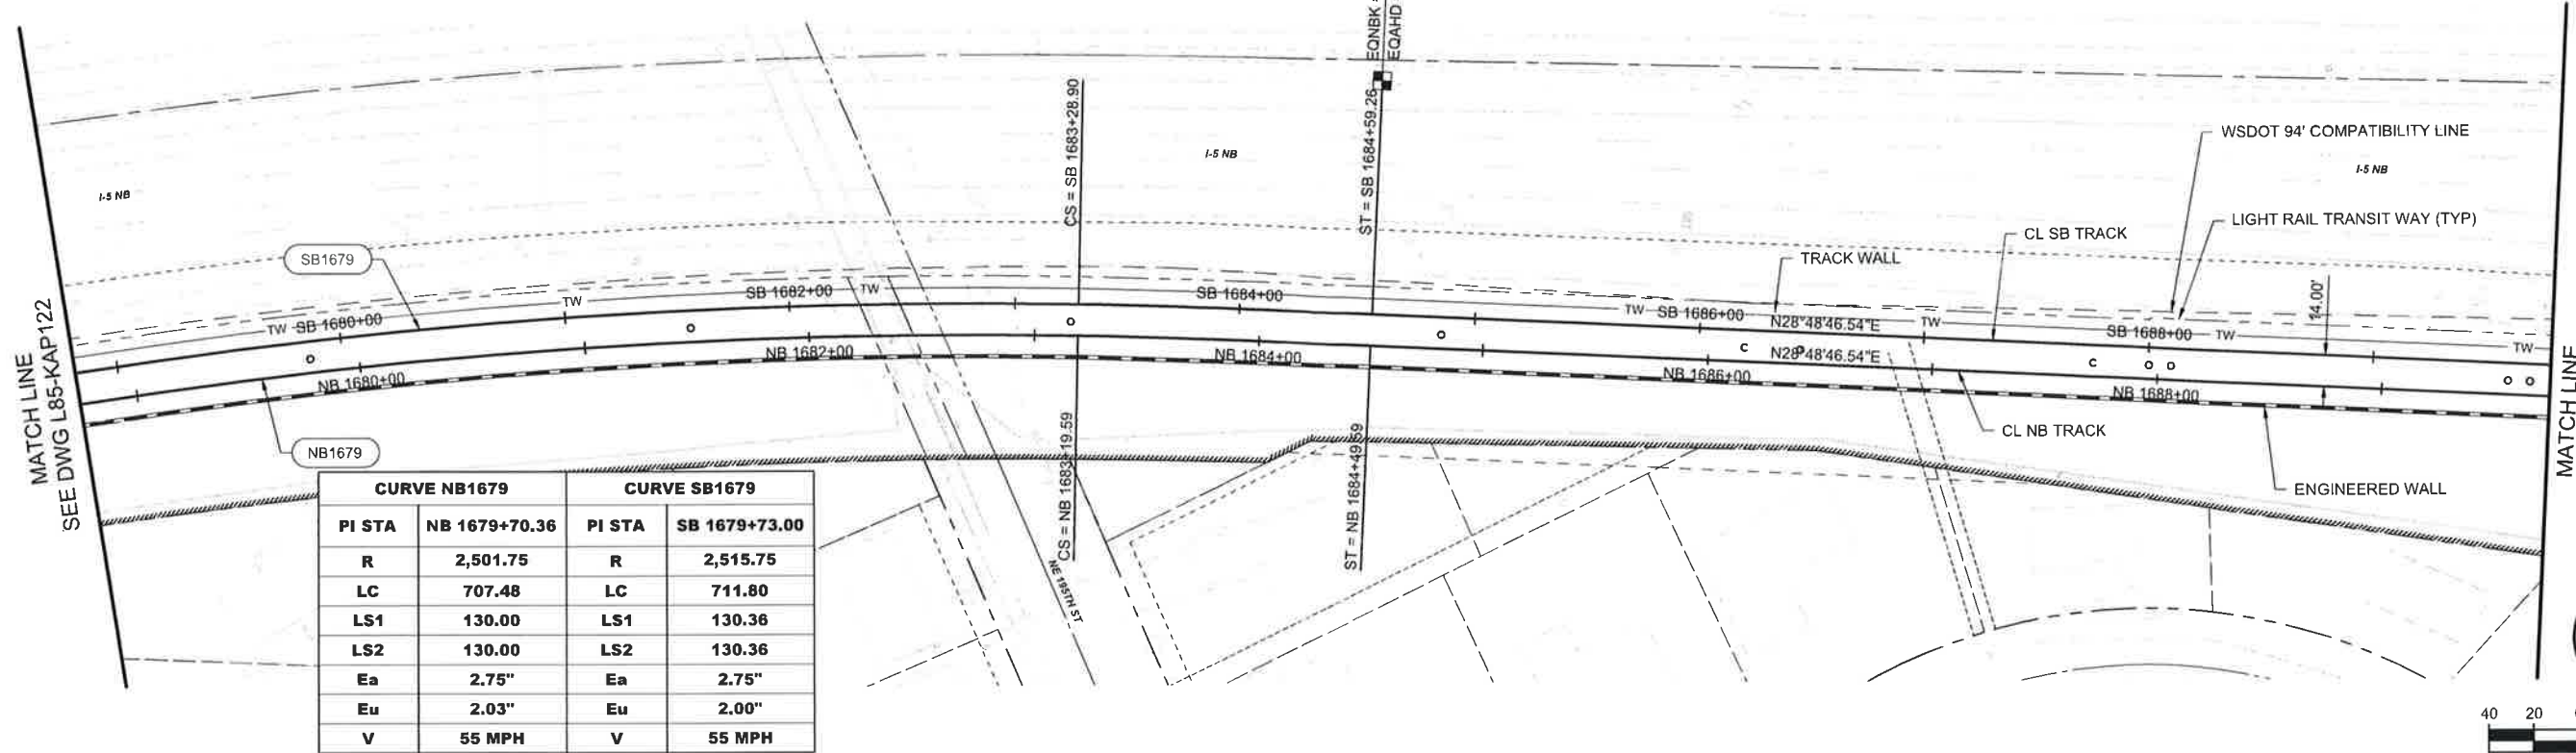 EQNBK =
EQAHD
MATCH LINE
SEE DWG L85-KAP122
I-5 NB
I-5 NB
I-5 NB
CS = SB 1683+28.90
ST = SB 1684+59.26
WSDOT 94' COMPATIBILITY LINE
LIGHT RAIL TRANSIT WAY (TYP)
CL SB TRACK
TRACK WALL
14.00'
SB1679
TW SB 1680+00
TW
SB 1682+00
TW
SB 1684+00
TW SB 1686+00
N28°48'46.54"E
TW
SB 1688+00
TW
TW
NB 1680+00
NB 1682+00
NB 1684+00
C
N28°48'46.54"E
NB 1686+00
C
NB 1688+00
NB1679
CL NB TRACK
ENGINEERED WALL
MATCH LINE
CS = NB 1683+19.59
ST = NB 1684+49.59
NE 195TH ST
CURVE NB1679 CURVE SB1679
PI STA NB 1679+70.36 PI STA SB 1679+73.00
R 2,501.75 R 2,515.75
LC 707.48 LC 711.80
LS1 130.00 LS1 130.36
LS2 130.00 LS2 130.36
Ea 2.75" Ea 2.75"
Eu 2.03" Eu 2.00"
V 55 MPH V 55 MPH
40 20